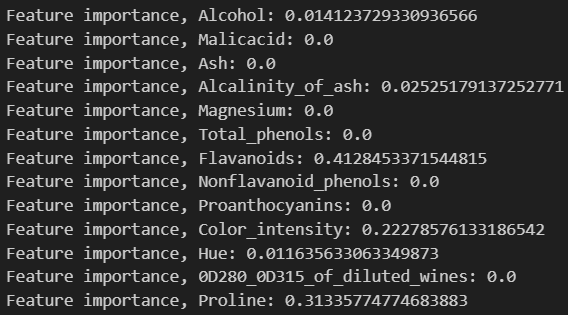 Feature importance, Alcohol: 0.014123729330936566
Feature importance, Malicacid: 0.0
Feature importance, Ash: 0.0
Feature importance, Alcalinity_of_ash: 0.02525179137252771
Feature importance, Magnesium: 0.0
Feature importance, Total_phenols: 0.0
Feature importance, Flavanoids: 0.4128453371544815
Feature importance, Nonflavanoid_phenols: 0.0
Feature importance, Proanthocyanins: 0.0
Feature importance, Color_intensity: 0.22278576133186542
Feature importance, Hue: 0.011635633063349873
Feature importance, 0D280_0D315_of_diluted_wines: 0.0
Feature importance, Proline: 0.31335774774683883